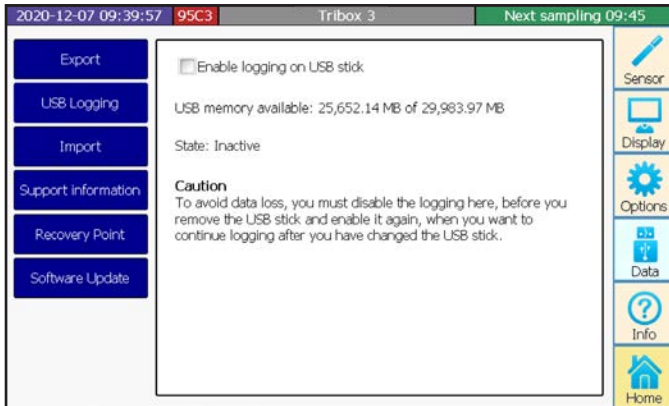 2020-12-07 09:39:57 95C3 Tribox 3 Next sampling 09:45
Export
USB Logging
Import
Support information
Recovery Point
Software Update
Enable logging on USB stick
USB memory available: 25,652.14 MB of 29,983.97 MB
State: Inactive
Caution
To avoid data loss, you must disable the logging here, before you
remove the USB stick and enable it again, when you want to
continue logging after you have changed the USB stick.
Sensor
Display
Options
Data
Info
Home